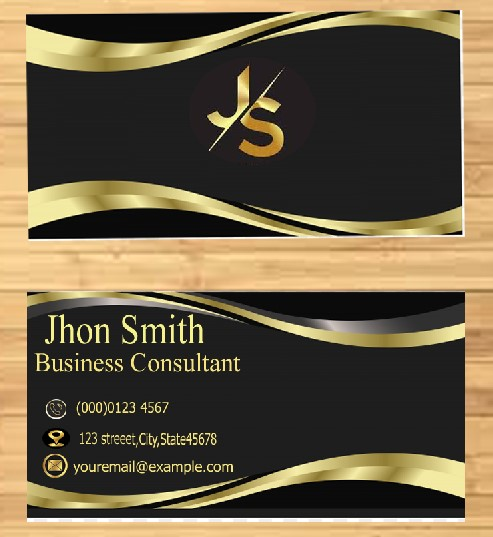 JS
Jhon Smith
Business Consultant
(000)0123 4567
123 streeet,City,State45678
youremail@example.com